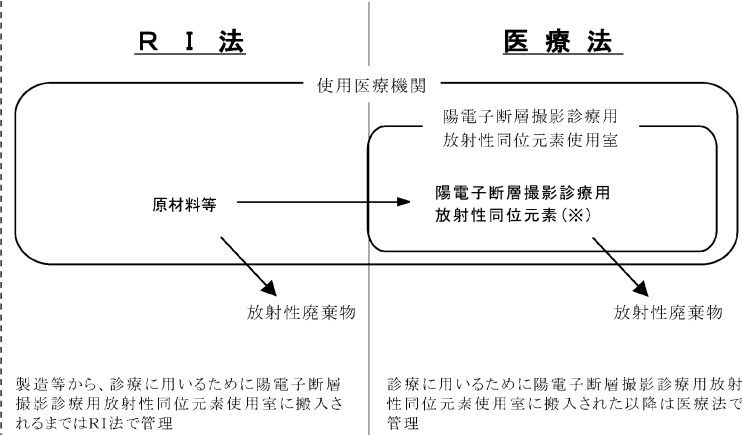 ＲＩ法
医療法
使用医療機関
陽電子断層撮影診療用
放射性同位元素使用室
原材料等
陽電子断層撮影診療用
放射性同位元素(※)
放射性廃棄物
放射性廃棄物
製造等から、診療に用いるために陽電子断層
撮影診療用放射性同位元素使用室に搬入さ
れるまではRI法で管理
診療に用いるために陽電子断層撮影診療用放射
性同位元素使用室に搬入された以降は医療法で
管理